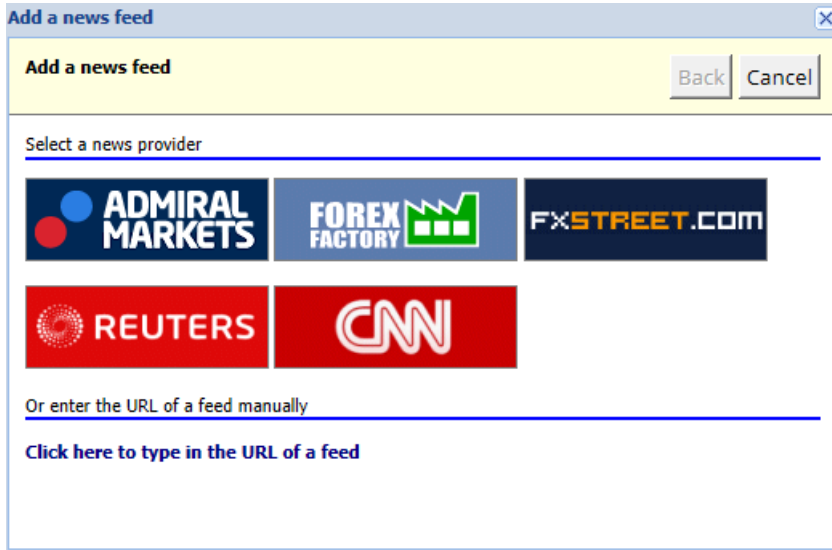 Add a news feed
Add a news feed
Back Cancel
Select a news provider
ADMIRAL
MARKETS
FOREX
FACTORY
FXSTREET.COM
REUTERS
CNN
Or enter the URL of a feed manually
Click here to type in the URL of a feed